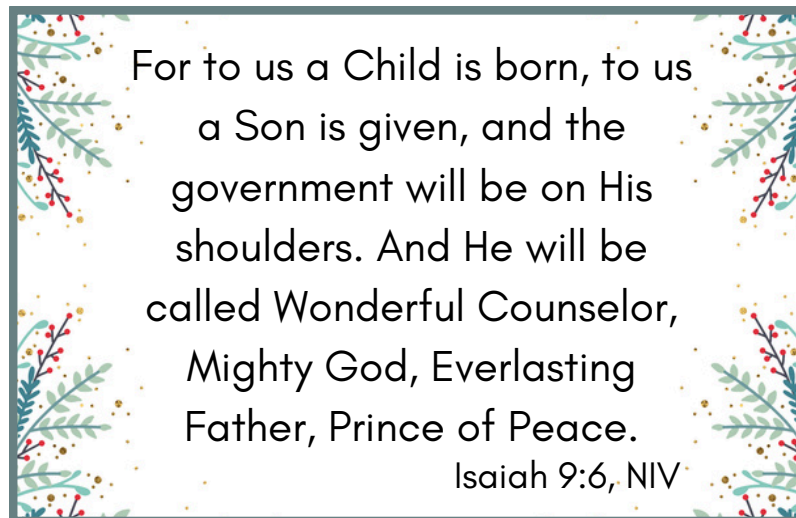 For to us a Child is born, to us
a Son is given, and the
government will be on His
shoulders. And He will be
called Wonderful Counselor,
Mighty God, Everlasting
Father, Prince of Peace.
Isaiah 9:6, NIV